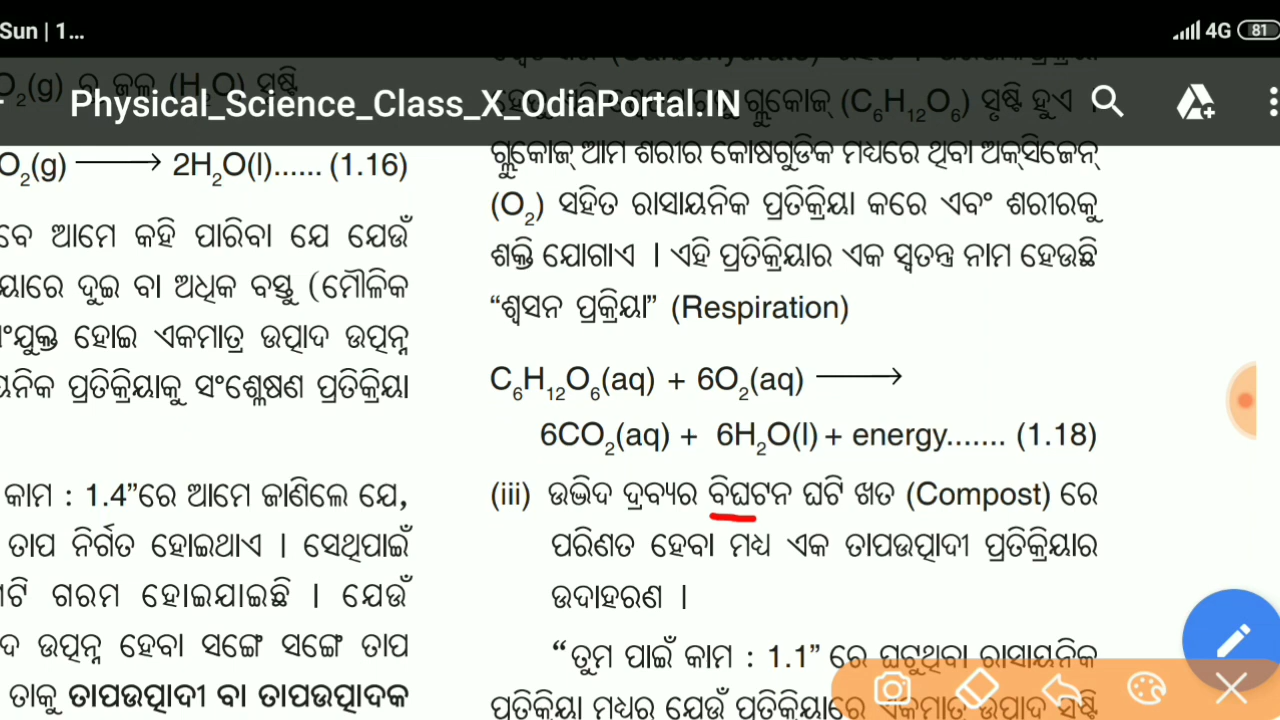 Sun | 1...
4G 81
O₂(g) ର ଜଳ (H₂O) ସୃଷ୍ଟି
Physical_Science_Class_X_OdiaPortal.IN
O₂(g) ⟶ 2H₂O(l)...... (1.16)
ବେ ଆମେ କହି ପାରିବା ଯେ ଯେଉଁ
ୟାରେ ଦୁଇ ବା ଅଧିକ ବସ୍ତୁ (ମୌଳିକ
ସଂଯୁକ୍ତ ହୋଇ ଏକମାତ୍ର ଉତ୍ପାଦ ଉତ୍ପନ୍ନ
ୟନିକ ପ୍ରତିକ୍ରିୟାକୁ ସଂଶ୍ଳେଷଣ ପ୍ରତିକ୍ରିୟା
କାମ : 1.4”ରେ ଆମେ ଜାଣିଲେ ଯେ,
ତାପ ନିର୍ଗତ ହୋଇଥାଏ । ସେଥିପାଇଁ
ଟି ଗରମ ହୋଇଯାଇଛି । ଯେଉଁ
ଦ ଉତ୍ପନ୍ନ ହେବା ସଙ୍ଗେ ସଙ୍ଗେ ତାପ
ତାକୁ ତାପଉତ୍ପାଦୀ ବା ତାପଉତ୍ପାଦକ
ଗ୍ଲୁକୋଜ୍ (C₆H₁₂O₆) ସୃଷ୍ଟି ହୁଏ ।
ଗ୍ଲୁକୋଜ୍ ଆମ ଶରୀର କୋଷଗୁଡିକ ମଧ୍ୟରେ ଥିବା ଅକ୍‌ସିଜେନ୍
(O₂) ସହିତ ରାସାୟନିକ ପ୍ରତିକ୍ରିୟା କରେ ଏବଂ ଶରୀରକୁ
ଶକ୍ତି ଯୋଗାଏ । ଏହି ପ୍ରତିକ୍ରିୟାର ଏକ ସ୍ୱତନ୍ତ୍ର ନାମ ହେଉଛି
“ଶ୍ୱସନ ପ୍ରକ୍ରିୟା” (Respiration)
C₆H₁₂O₆(aq) + 6O₂(aq) ⟶
6CO₂(aq) + 6H₂O(l) + energy....... (1.18)
(iii) ଉଦ୍ଭିଦ ଦ୍ରବ୍ୟର ବିଘଟନ ଘଟି ଖତ (Compost) ରେ
ପରିଣତ ହେବା ମଧ୍ୟ ଏକ ତାପଉତ୍ପାଦୀ ପ୍ରତିକ୍ରିୟାର
ଉଦାହରଣ ।
“ତୁମ ପାଇଁ କାମ : 1.1” ରେ ଘଟୁଥିବା ରାସାୟନିକ
ପ୍ରତିକ୍ରିୟା ମଧ୍ୟର ଯେଉଁ ପ୍ରତିକ୍ରିୟାରେ ଏକମାତ୍ର ଉତ୍ପାଦ ସୃଷ୍ଟି